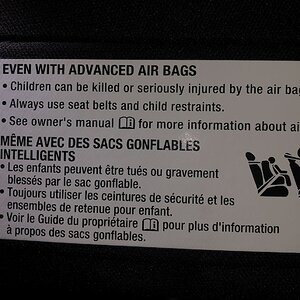 EVEN WITH ADVANCED AIR BAGS
• Children can be killed or seriously injured by the air
• Always use seat belts and child restraints.
• See owner's manual for more information about
MÊME AVEC DES SACS GONFLABLES
INTELLIGENTS
• Les enfants peuvent être tués ou gravement
blessés par le sac gonflable.
• Toujours utiliser les ceintures de sécurité et les
ensembles de retenue pour enfant.
• Voir le Guide du propriétaire pour plus d'information
à propos des sacs gonflables.